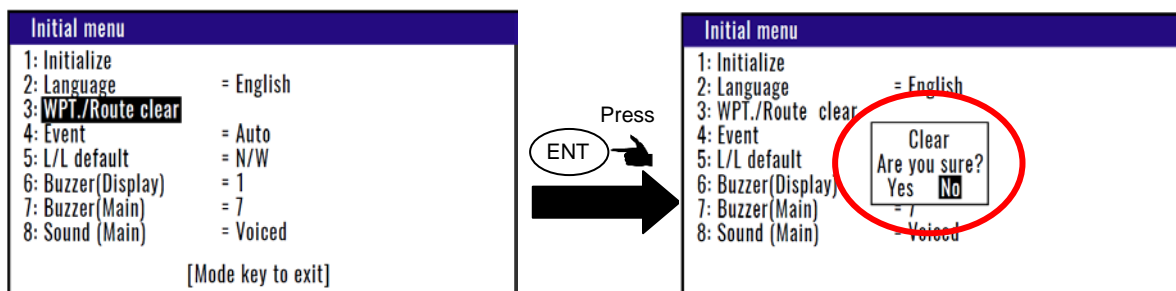 Initial menu
1: Initialize
2: Language = English
3: WPT./Route clear
4: Event = Auto
5: L/L default = N/W
6: Buzzer(Display) = 1
7: Buzzer(Main) = 7
8: Sound (Main) = Voiced
[Mode key to exit]
Press
ENT
Initial menu
1: Initialize
2: Language = English
3: WPT./Route clear
4: Event
5: L/L default
6: Buzzer(Display)
7: Buzzer(Main) = 7
8: Sound (Main) = Voiced
Clear
Are you sure?
Yes No